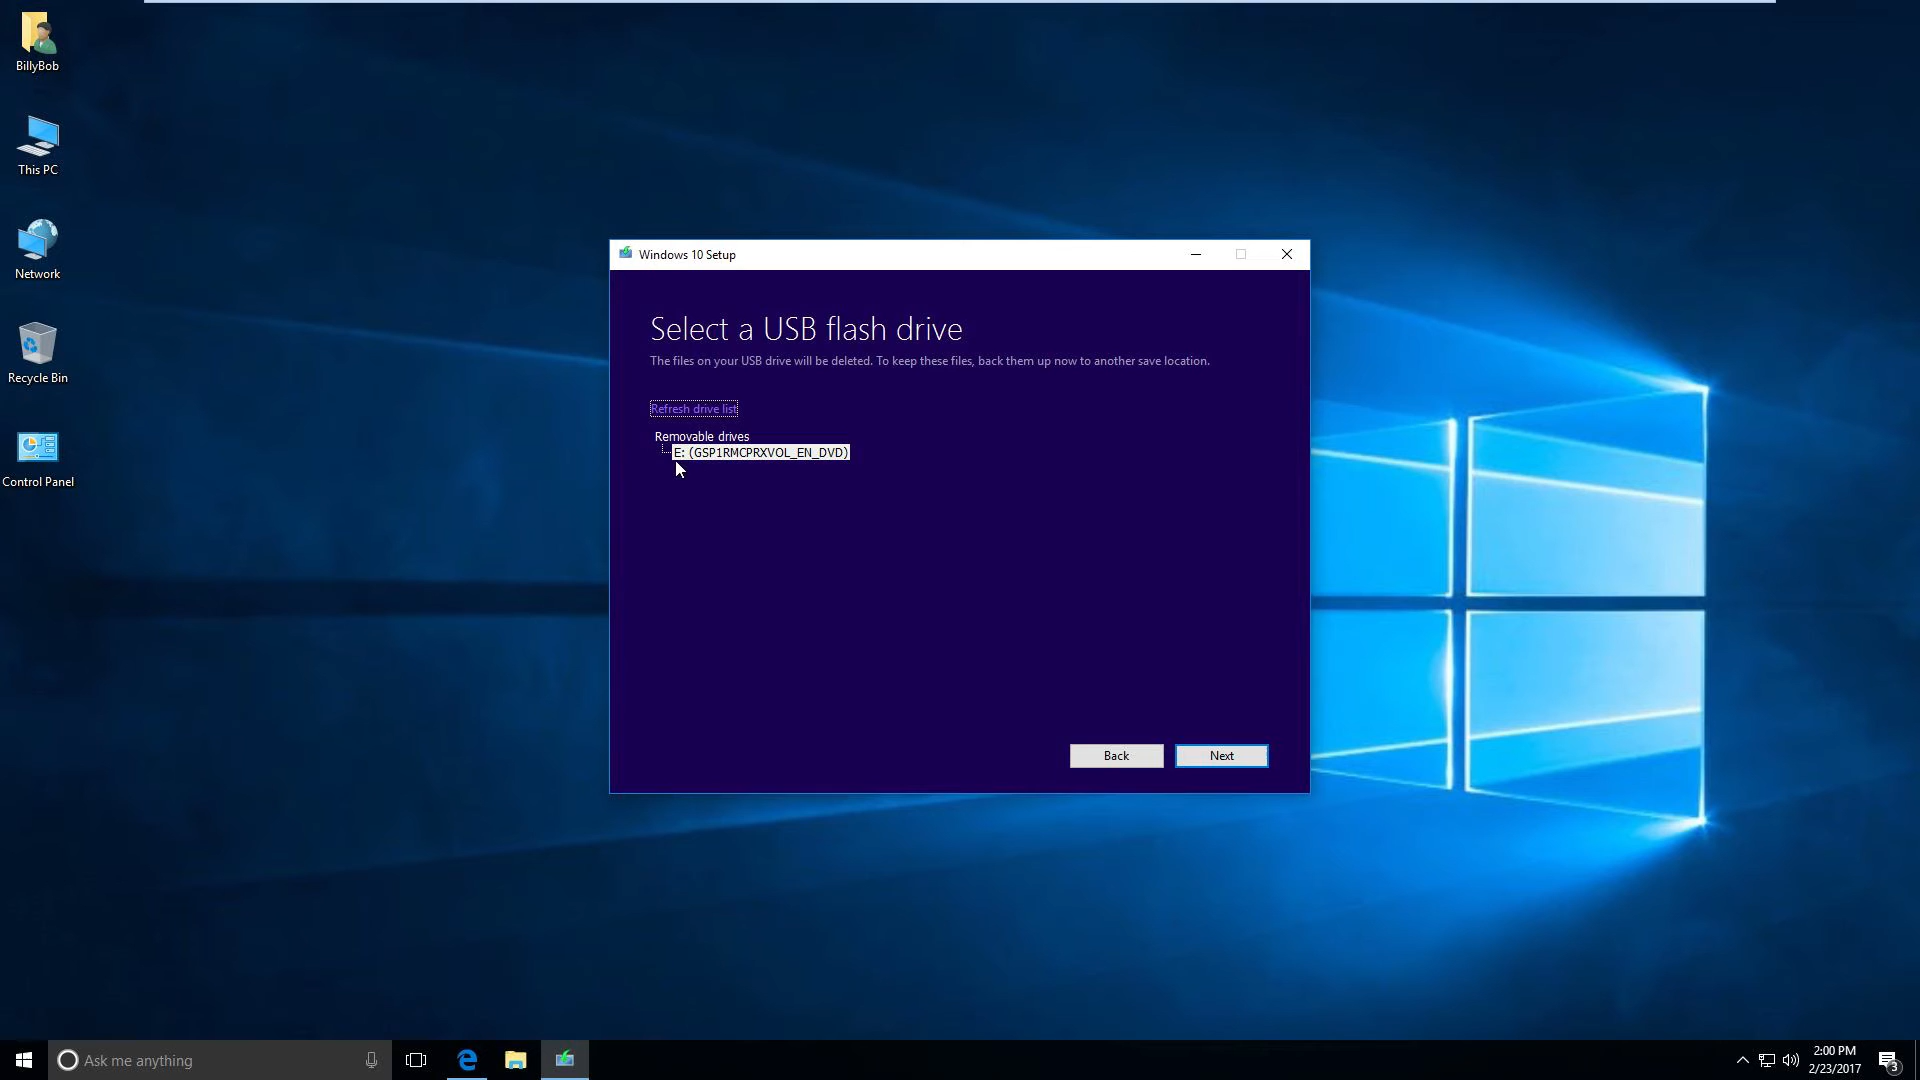 BillyBob
This PC
Network
Recycle Bin
Control Panel
Windows 10 Setup
Select a USB flash drive
The files on your USB drive will be deleted. To keep these files, back them up now to another save location.
Refresh drive list
Removable drives
E: (GSP1RMCPRXVOL_EN_DVD)
Back
Next
Ask me anything
2:00 PM
2/23/2017
3